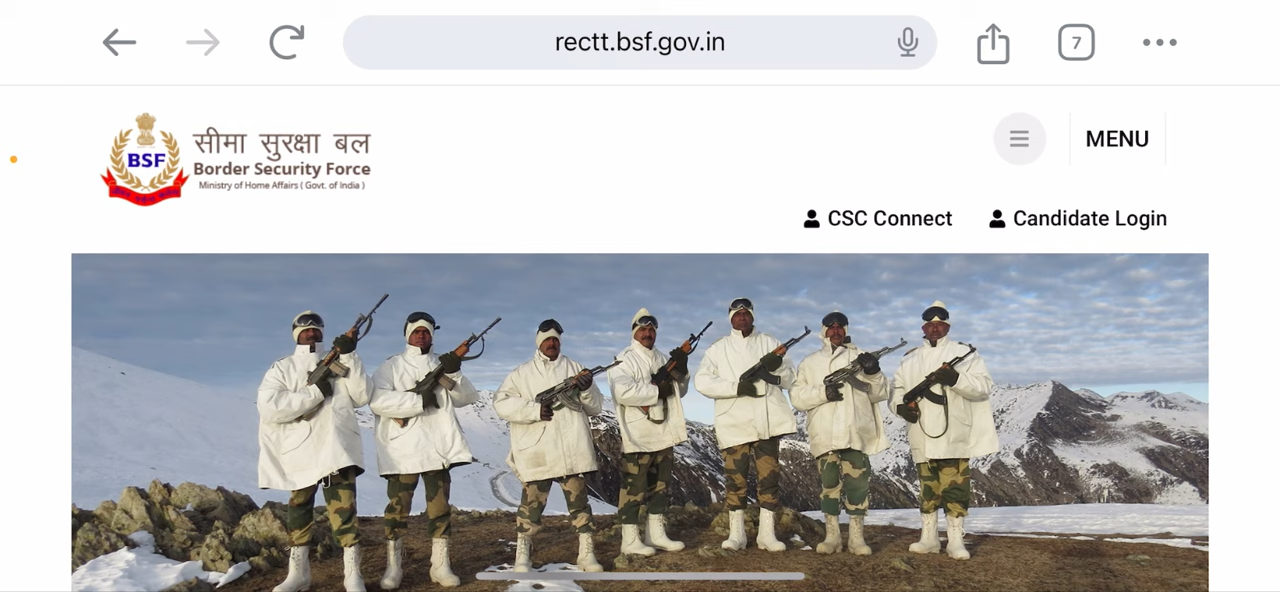 rectt.bsf.gov.in
7
BSF
सीमा सुरक्षा बल
Border Security Force
Ministry of Home Affairs ( Govt. of India )
MENU
CSC Connect
Candidate Login